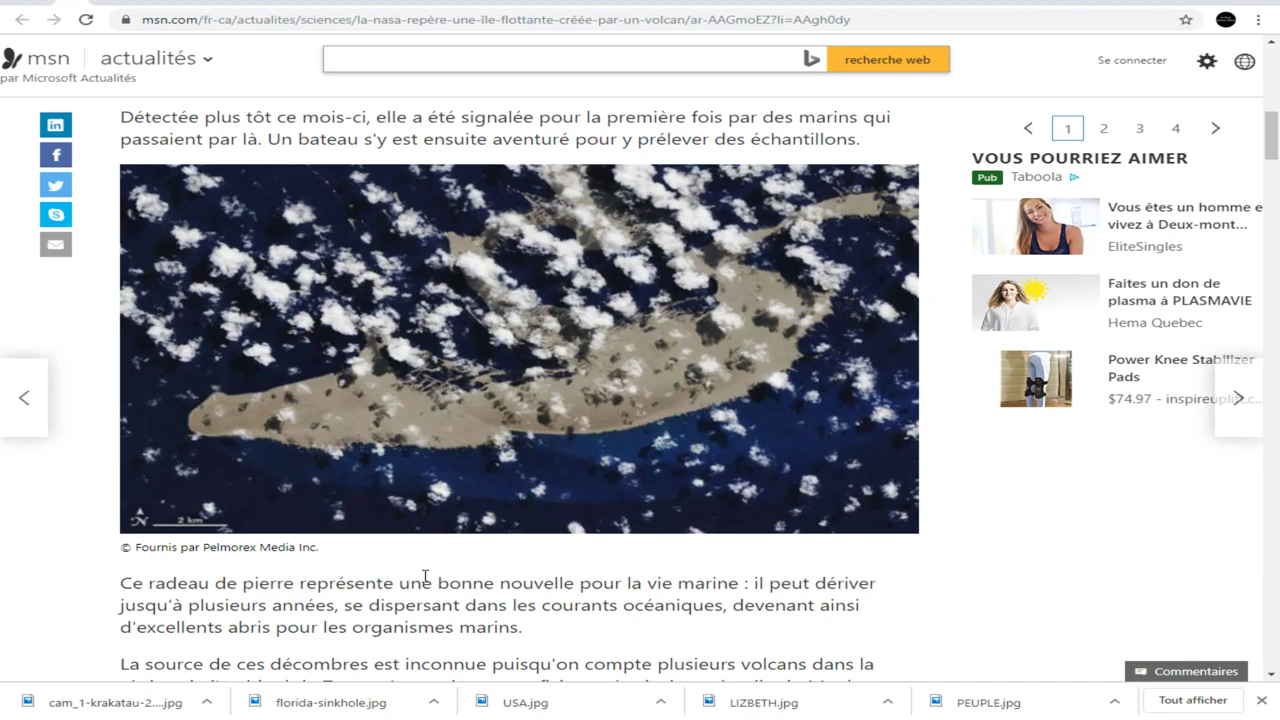 msn.com/fr-ca/actualites/sciences/la-nasa-repère-une-île-flottante-créée-par-un-volcan/ar-AAGmoEZ?li=AAgh0dy
msn actualités
par Microsoft Actualités
recherche web
Se connecter
Détectée plus tôt ce mois-ci, elle a été signalée pour la première fois par des marins qui
passaient par là. Un bateau s'y est ensuite aventuré pour y prélever des échantillons.
N 2 km
© Fournis par Pelmorex Media Inc.
Ce radeau de pierre représente une bonne nouvelle pour la vie marine : il peut dériver
jusqu'à plusieurs années, se dispersant dans les courants océaniques, devenant ainsi
d'excellents abris pour les organismes marins.
La source de ces décombres est inconnue puisqu'on compte plusieurs volcans dans la
1 2 3 4
VOUS POURRIEZ AIMER
Pub Taboola
Vous êtes un homme e
vivez à Deux-mont...
EliteSingles
Faites un don de
plasma à PLASMAVIE
Hema Quebec
Power Knee Stabilizer
Pads
$74.97 - inspireuplift.c...
Commentaires
cam_1-krakatau-2....jpg
florida-sinkhole.jpg
USA.jpg
LIZBETH.jpg
PEUPLE.jpg
Tout afficher